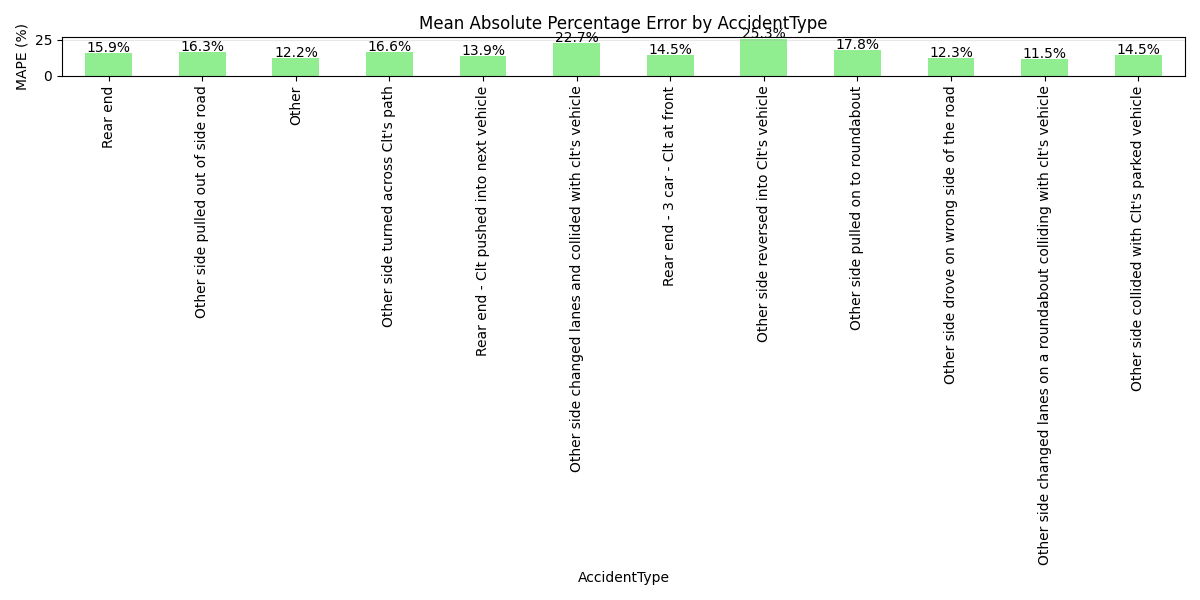 Mean Absolute Percentage Error by AccidentType
MAPE (%)
25
0
15.9%
16.3%
12.2%
16.6%
13.9%
22.7%
14.5%
25.3%
17.8%
12.3%
11.5%
14.5%
Rear end
Other side pulled out of side road
Other
Other side turned across Clt's path
Rear end - Clt pushed into next vehicle
Other side changed lanes and collided with clt's vehicle
Rear end - 3 car - Clt at front
Other side reversed into Clt's vehicle
Other side pulled on to roundabout
Other side drove on wrong side of the road
Other side changed lanes on a roundabout colliding with clt's vehicle
Other side collided with Clt's parked vehicle
AccidentType